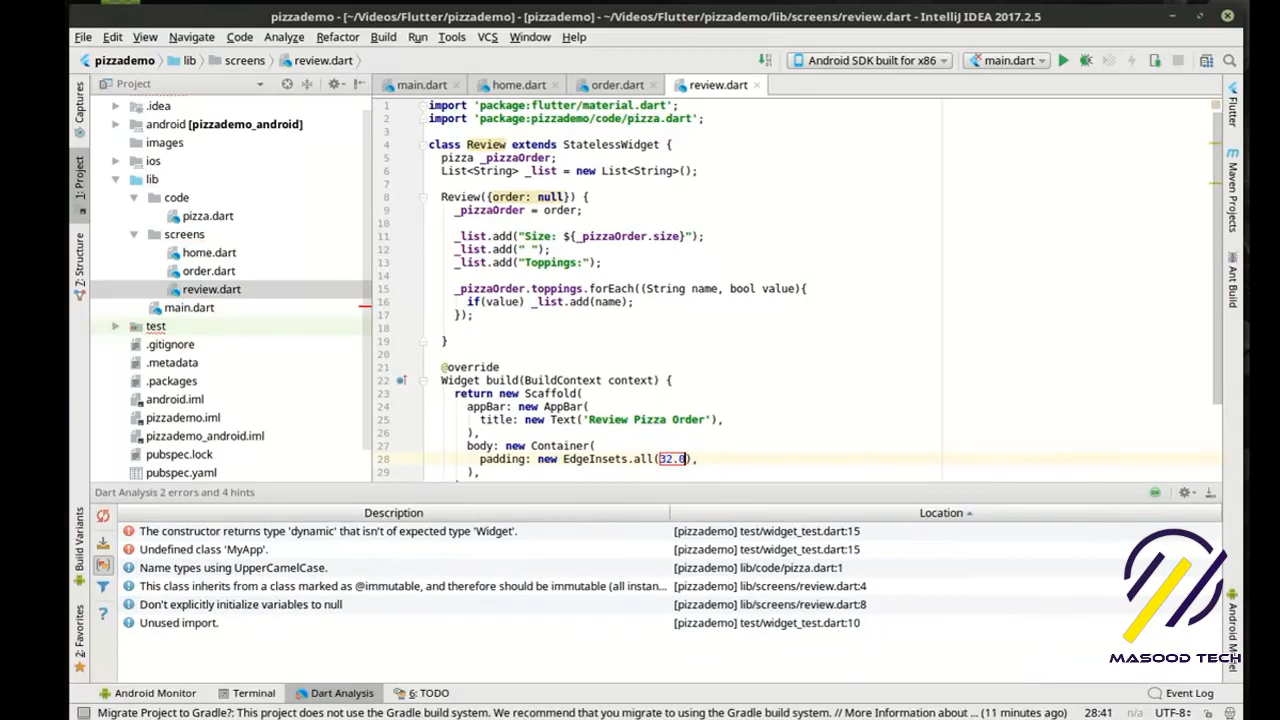 pizzademo - [~/Videos/Flutter/pizzademo] - [pizzademo] - ~/Videos/Flutter/pizzademo/lib/screens/review.dart - IntelliJ IDEA 2017.2.5
File Edit View Navigate Code Analyze Refactor Build Run Tools VCS Window Help
pizzademo lib screens review.dart Android SDK built for x86 main.dart
Project main.dart home.dart order.dart review.dart
Captures
1: Project
7: Structure
Build Variants
2: Favorites
.idea
android [pizzademo_android]
images
ios
lib
code
pizza.dart
screens
home.dart
order.dart
review.dart
main.dart
test
.gitignore
.metadata
.packages
android.iml
pizzademo.iml
pizzademo_android.iml
pubspec.lock
pubspec.yaml
1 import 'package:flutter/material.dart';
2 import 'package:pizzademo/code/pizza.dart';
3
4 class Review extends StatelessWidget {
5 pizza _pizzaOrder;
6 List<String> _list = new List<String>();
7
8 Review({order: null}) {
9 _pizzaOrder = order;
10
11 _list.add("Size: ${_pizzaOrder.size}");
12 _list.add(" ");
13 _list.add("Toppings:");
14
15 _pizzaOrder.toppings.forEach((String name, bool value){
16 if(value) _list.add(name);
17 });
18
19 }
20
21 @override
22 Widget build(BuildContext context) {
23 return new Scaffold(
24 appBar: new AppBar(
25 title: new Text('Review Pizza Order'),
26 ),
27 body: new Container(
28 padding: new EdgeInsets.all(32.0),
29 ),
Flutter
Maven Projects
Ant Build
Android Model
Dart Analysis 2 errors and 4 hints
Description Location
The constructor returns type 'dynamic' that isn't of expected type 'Widget'. [pizzademo] test/widget_test.dart:15
Undefined class 'MyApp'. [pizzademo] test/widget_test.dart:15
Name types using UpperCamelCase. [pizzademo] lib/code/pizza.dart:1
This class inherits from a class marked as @immutable, and therefore should be immutable (all instan... [pizzademo] lib/screens/review.dart:4
Don't explicitly initialize variables to null [pizzademo] lib/screens/review.dart:8
Unused import. [pizzademo] test/widget_test.dart:10
MASOOD TECH
Android Monitor Terminal Dart Analysis 6: TODO Event Log
Migrate Project to Gradle?: This project does not use the Gradle build system. We recommend that you migrate to using the Gradle build system. // More Information about ... (11 minutes ago) 28:41 n/a UTF-8